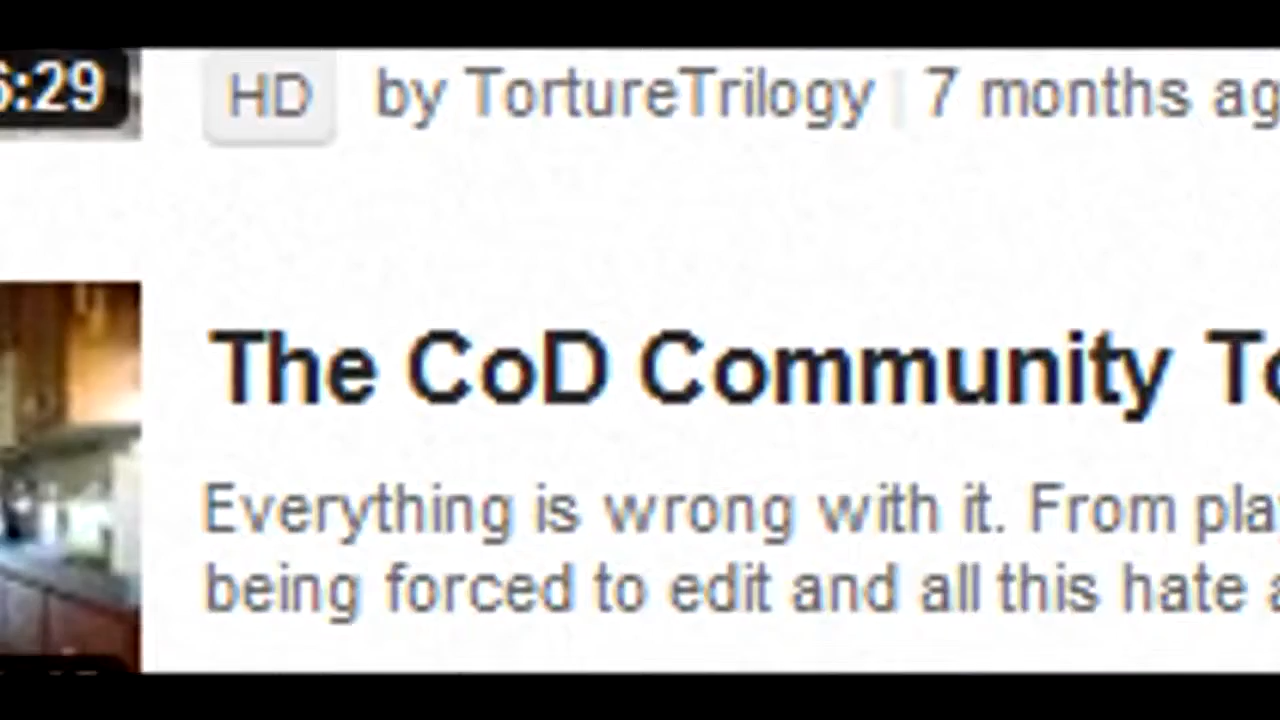 6:29
HD by TortureTrilogy 7 months ag
The CoD Community To
Everything is wrong with it. From play
being forced to edit and all this hate a